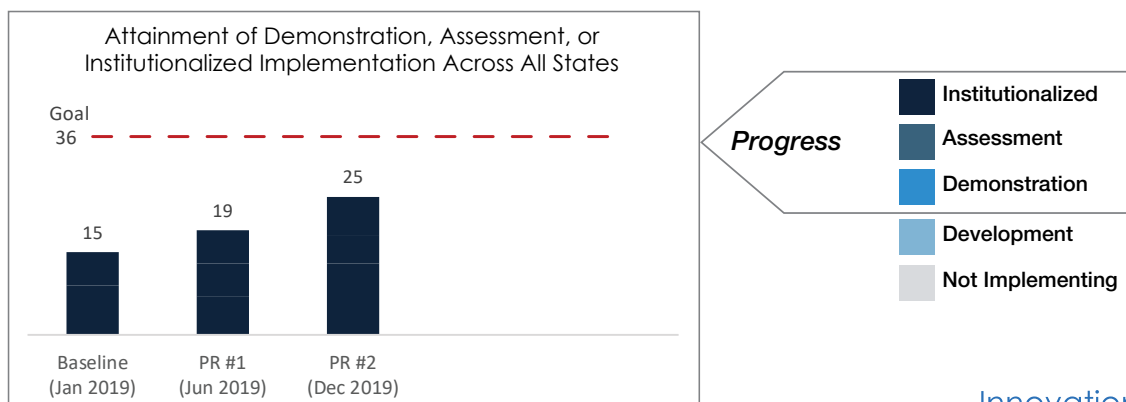 Attainment of Demonstration, Assessment, or
Institutionalized Implementation Across All States
Goal
36
15
19
25
Baseline
(Jan 2019)
PR #1
(Jun 2019)
PR #2
(Dec 2019)
Progress
Institutionalized
Assessment
Demonstration
Development
Not Implementing
Innovation